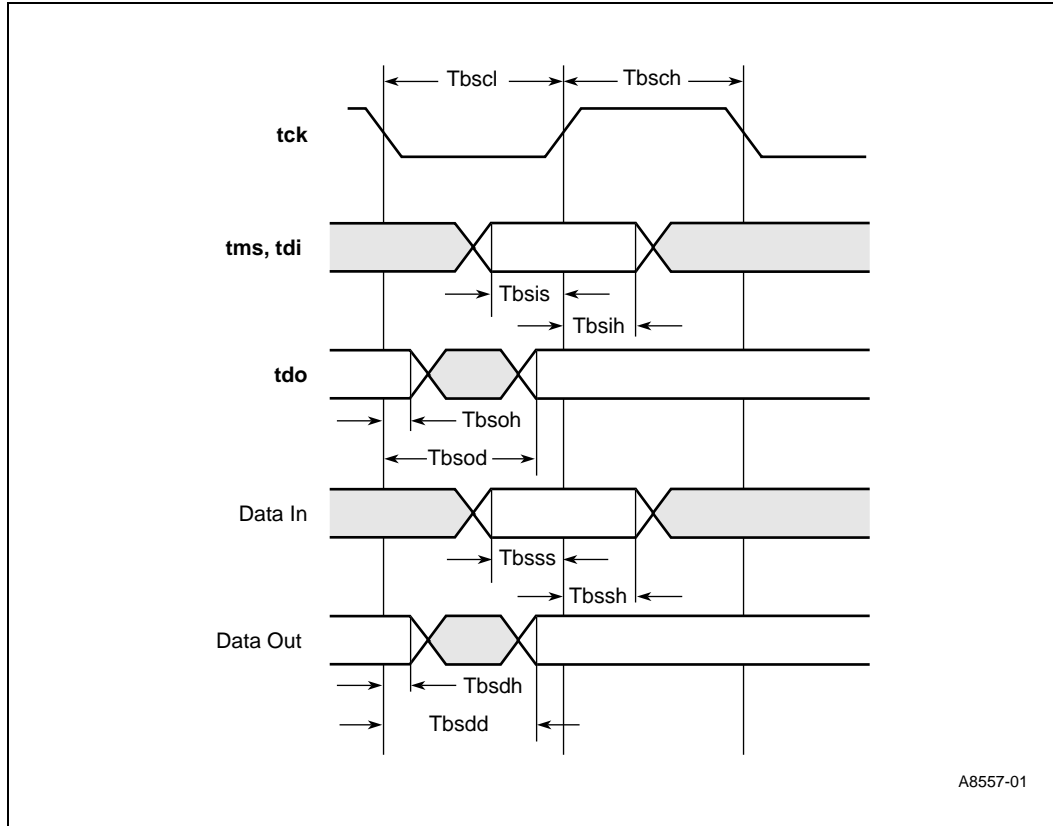 Tbscl
Tbsch
tck
tms, tdi
Tbsis
Tbsih
tdo
Tbsoh
Tbsod
Data In
Tbsss
Tbssh
Data Out
Tbsdh
Tbsdd
A8557-01